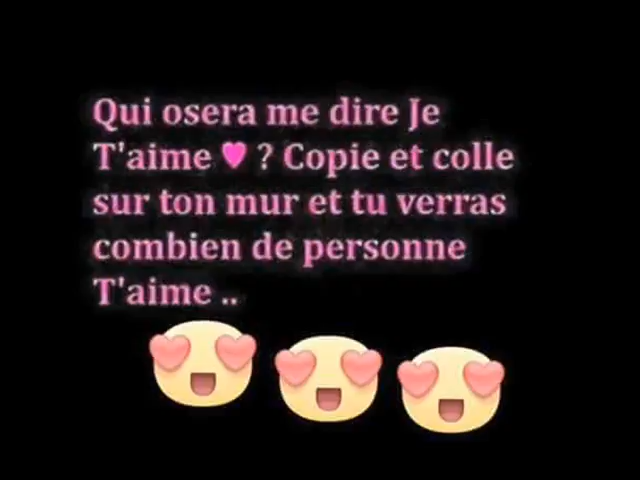 Qui osera me dire Je
T'aime ♥ ? Copie et colle
sur ton mur et tu verras
combien de personne
T'aime ..